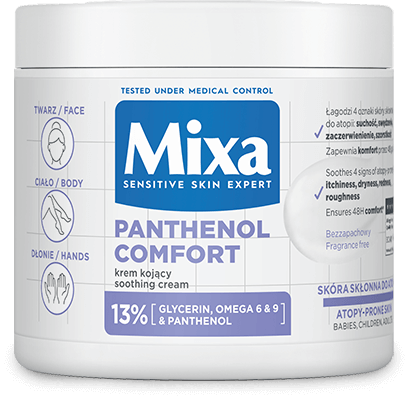 TESTED UNDER MEDICAL CONTROL
Mixa
SENSITIVE SKIN EXPERT
PANTHENOL
COMFORT
krem kojący
soothing cream
13% [GLYCERIN, OMEGA 6 & 9
& PANTHENOL]
TWARZ / FACE
CIAŁO / BODY
DŁONIE / HANDS
Łagodzi 4 oznaki skóry
do atopii: suchość,
zaczerwienienie,
Zapewnia komfort przez
Soothes 4 signs of
itchiness, dryness, redness,
roughness
Ensures 48H comfort*
Bezzapachowy
Fragrance free
SKÓRA SKŁONNA DO
ATOPY-PRONE SKIN
BABIES, CHILDREN,